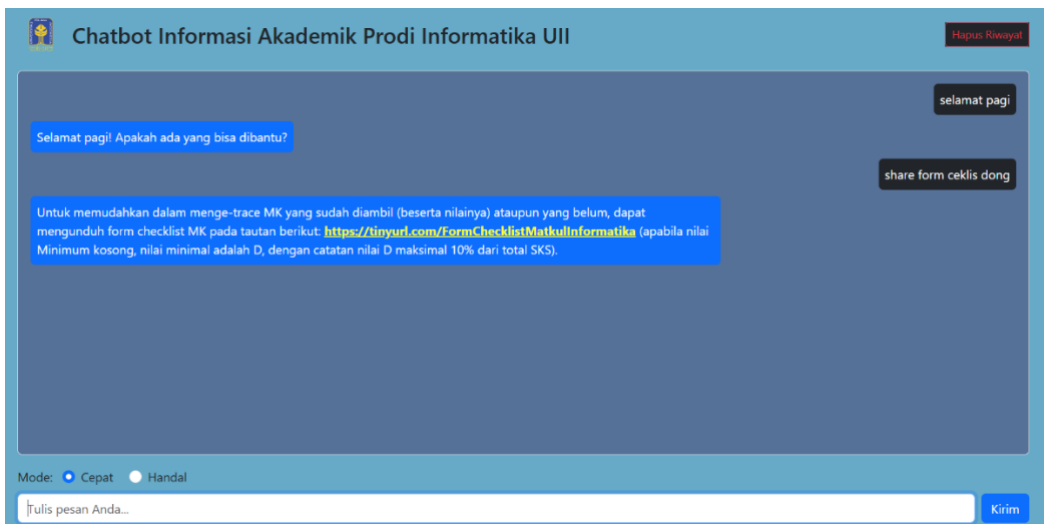 Chatbot Informasi Akademik Prodi Informatika UII
Hapus Riwayat
selamat pagi
Selamat pagi! Apakah ada yang bisa dibantu?
share form ceklis dong
Untuk memudahkan dalam menge-trace MK yang sudah diambil (beserta nilainya) ataupun yang belum, dapat
mengunduh form checklist MK pada tautan berikut: https://tinyurl.com/FormChecklistMatkulInformatika (apabila nilai
Minimum kosong, nilai minimal adalah D, dengan catatan nilai D maksimal 10% dari total SKS).
Mode: Cepat Handal
Tulis pesan Anda...
Kirim